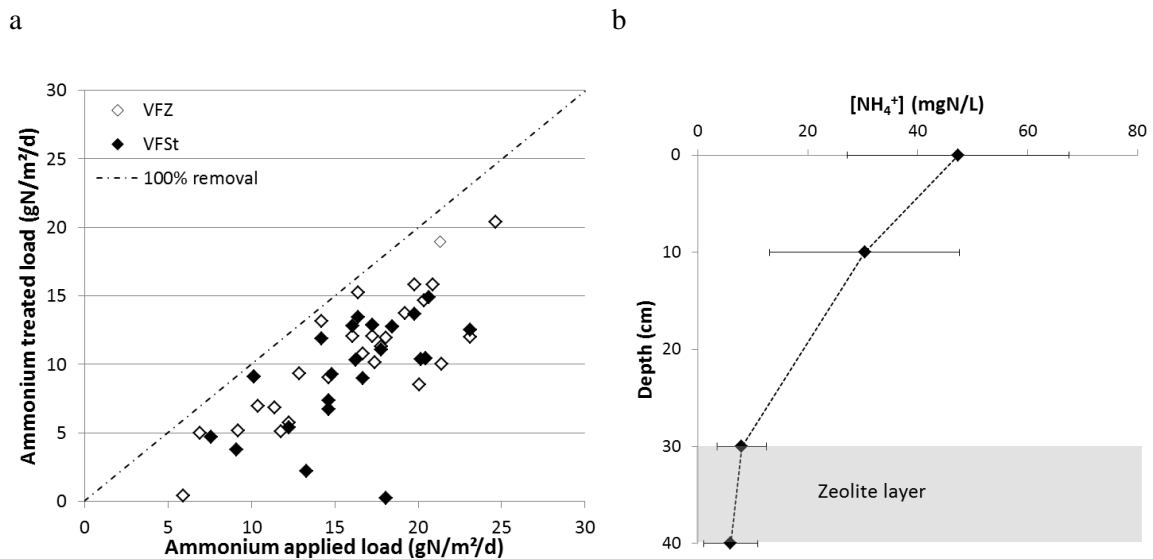 a
b
30
25
20
15
10
5
0
VFZ
VFSt
100% removal
Ammonium treated load (gN/m²/d)
0 5 10 15 20 25 30
Ammonium applied load (gN/m²/d)
[NH₄⁺] (mgN/L)
0 20 40 60 80
0
10
20
30
40
Depth (cm)
Zeolite layer